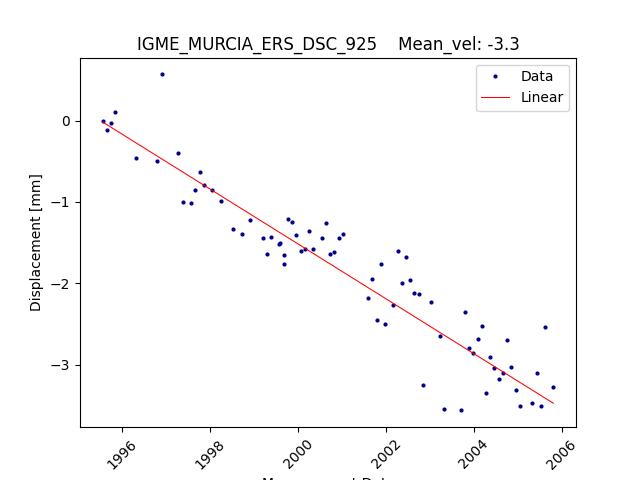 IGME_MURCIA_ERS_DSC_925    Mean_vel: -3.3
Data
Linear
Displacement [mm]
0
−1
−2
−3
1996
1998
2000
2002
2004
2006